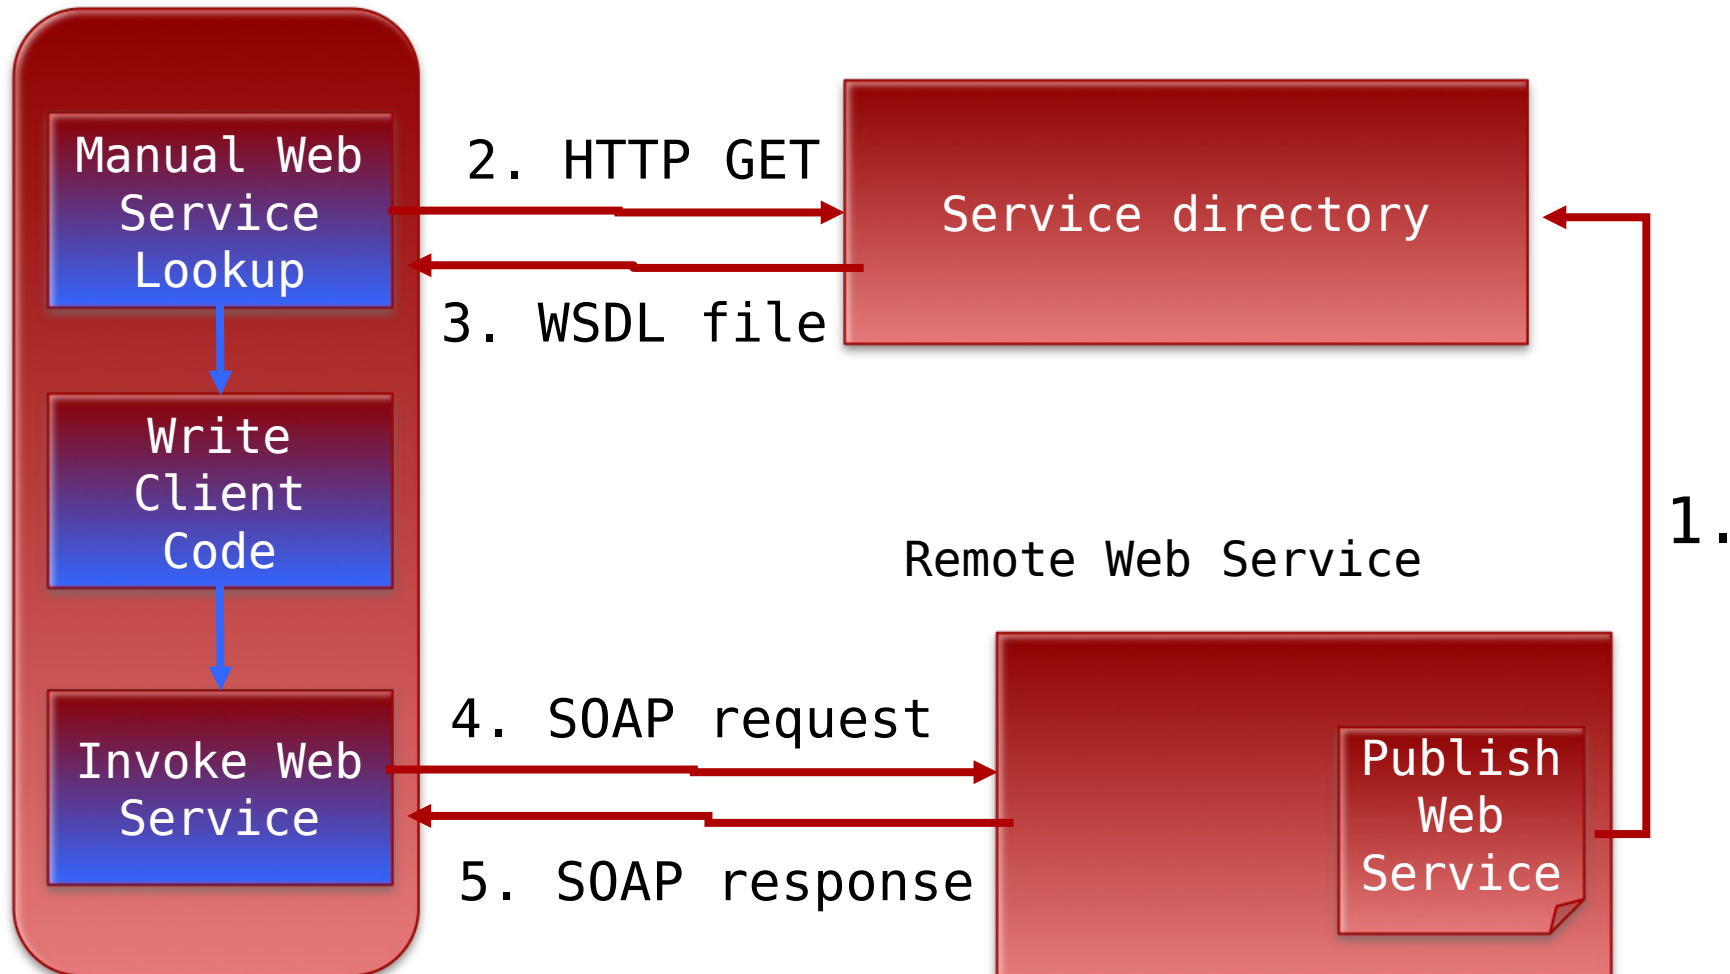 Manual Web
Service
Lookup
2. HTTP GET
Service directory
3. WSDL file
Write
Client
Code
1.
Remote Web Service
4. SOAP request
Invoke Web
Service
Publish
Web
Service
5. SOAP response